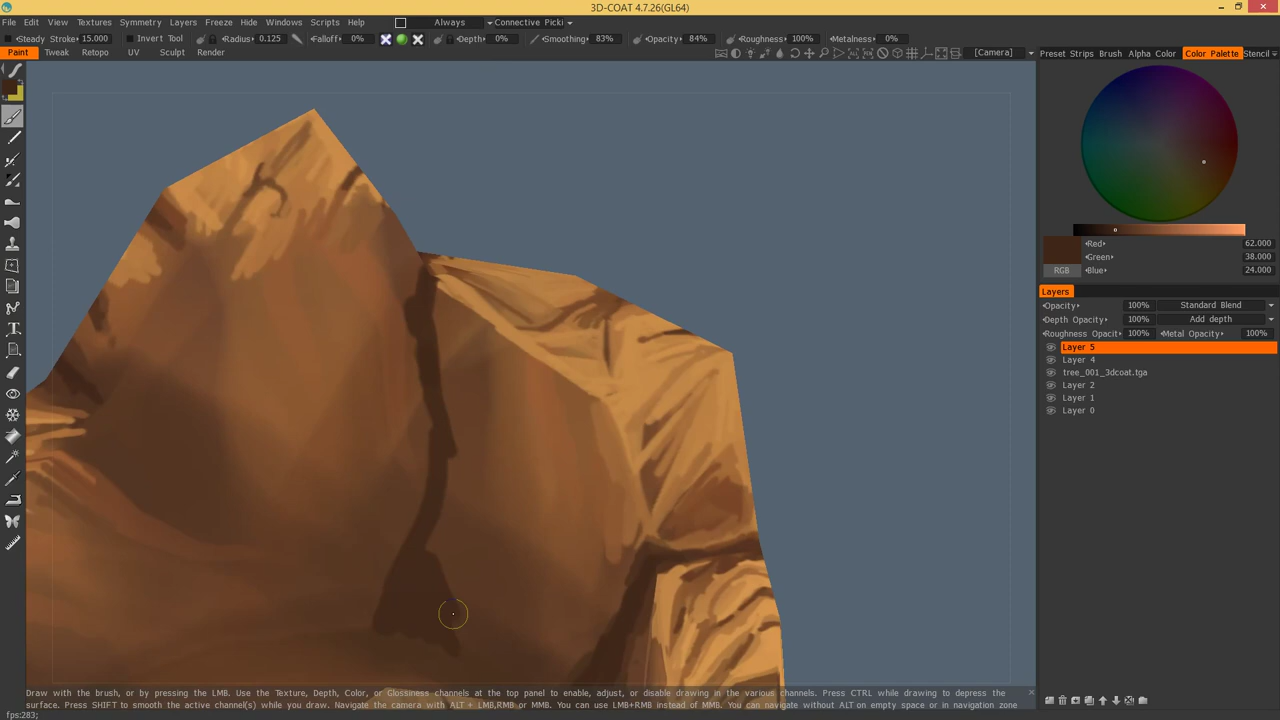 3D-COAT 4.7.26(GL64)
File Edit View Textures Symmetry Layers Freeze Hide Windows Scripts Help Always Connective Picki
Steady Stroke 15.000 Invert Tool Radius 0.125 Falloff 0% Depth 0% Smoothing 83% Opacity 84% Roughness 100% Metalness 0%
Paint Tweak Retopo UV Sculpt Render [Camera] Preset Strips Brush Alpha Color Color Palette Stencil
Red 62.000
Green 38.000
RGB Blue 24.000
Layers
Opacity 100% Standard Blend
Depth Opacity 100% Add depth
Roughness Opacit 100% Metal Opacity 100%
Layer 5
Layer 4
tree_001_3dcoat.tga
Layer 2
Layer 1
Layer 0
Draw with the brush, or by pressing the LMB. Use the Texture, Depth, Color, or Glossiness channels at the top panel to enable, adjust, or disable drawing in the various channels. Press CTRL while drawing to depress the
surface. Press SHIFT to smooth the active channel(s) while you draw. Navigate the camera with ALT + LMB,RMB or MMB. You can use LMB+RMB instead of MMB. You can navigate without ALT on empty space or in navigation zone
fps:283;